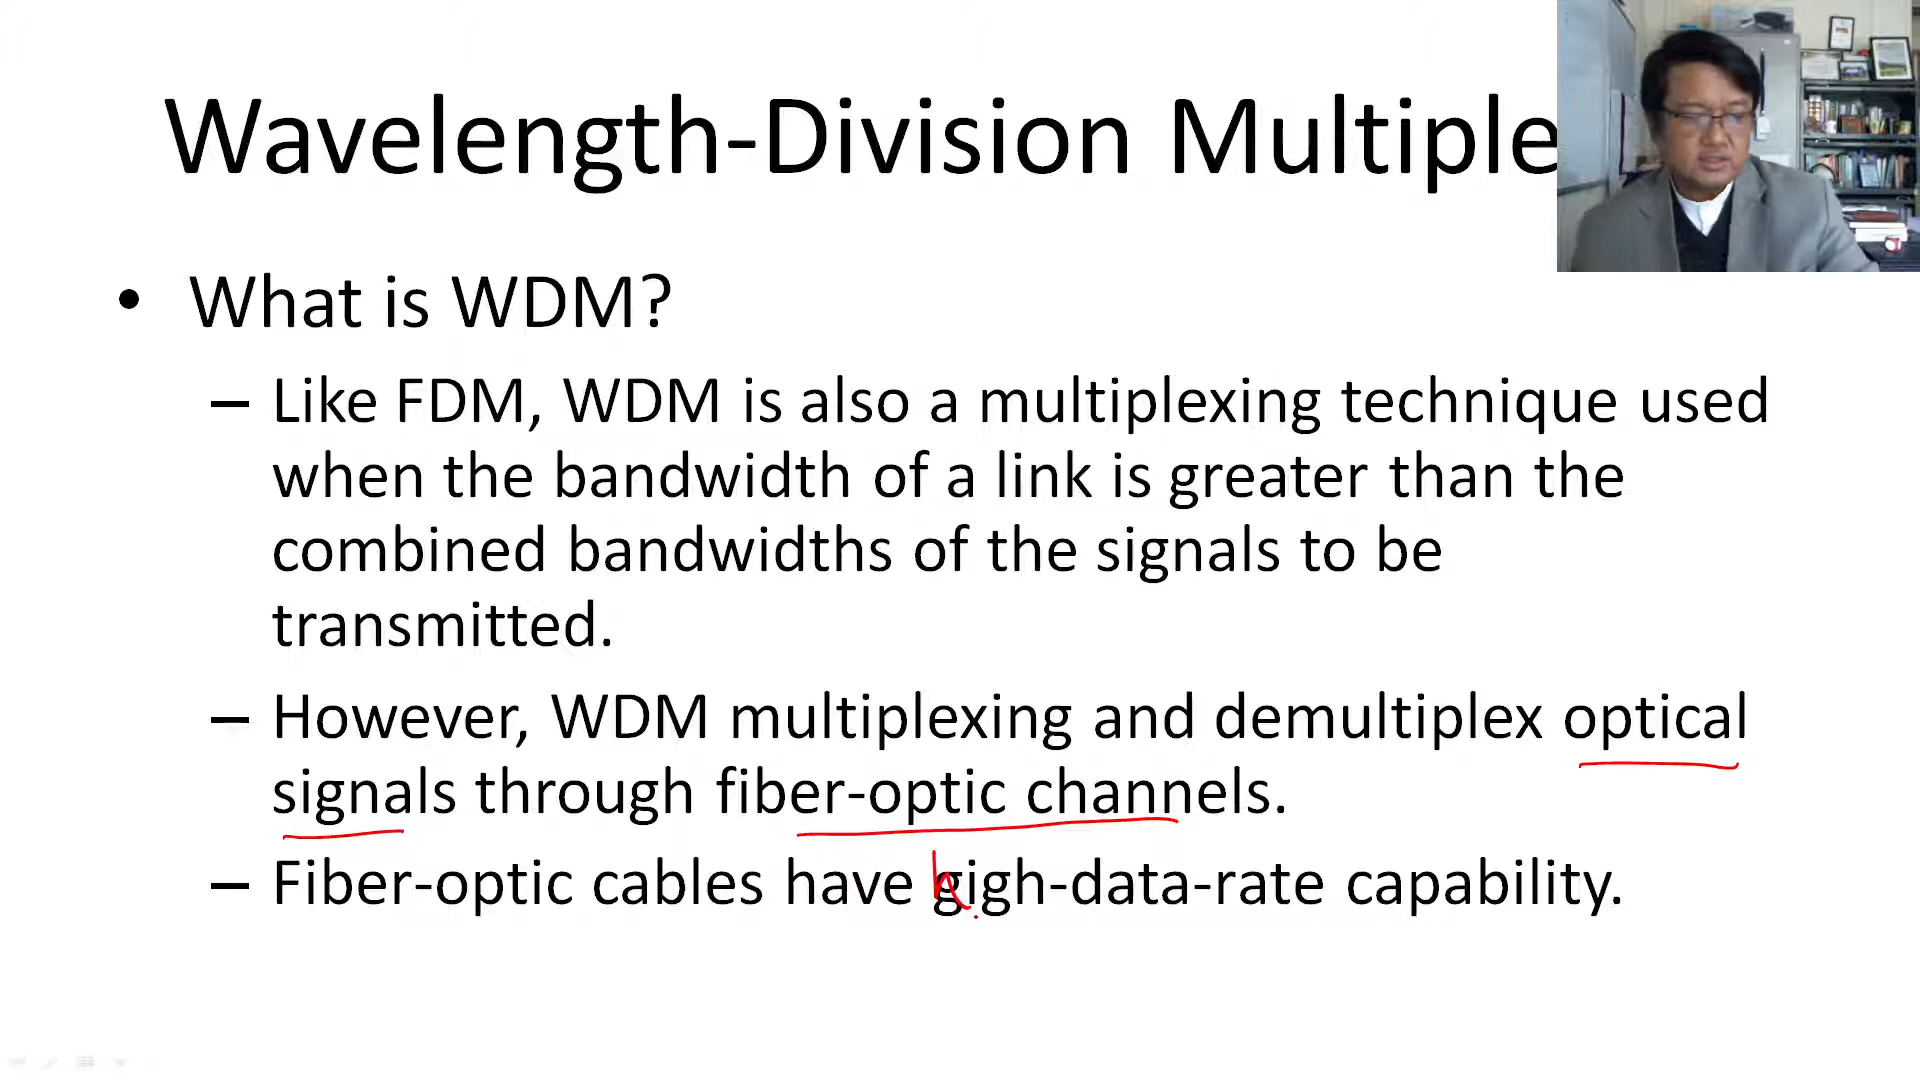 Wavelength-Division Multiple
• What is WDM?
– Like FDM, WDM is also a multiplexing technique used
when the bandwidth of a link is greater than the
combined bandwidths of the signals to be
transmitted.
– However, WDM multiplexing and demultiplex optical
signals through fiber-optic channels.
– Fiber-optic cables have gigh-data-rate capability.
h